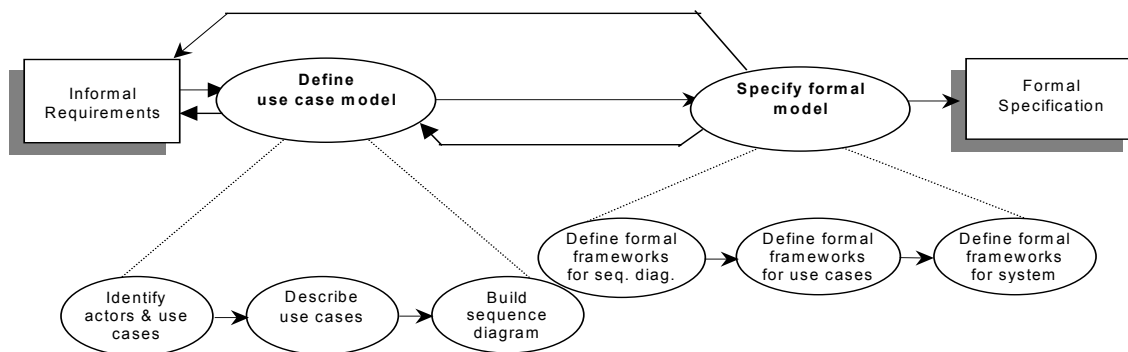 Informal
Requirements
Define
use case model
Specify formal
model
Formal
Specification
Define formal
frameworks
for seq. diag.
Define formal
frameworks
for use cases
Define formal
frameworks
for system
Identify
actors & use
cases
Describe
use cases
Build
sequence
diagram